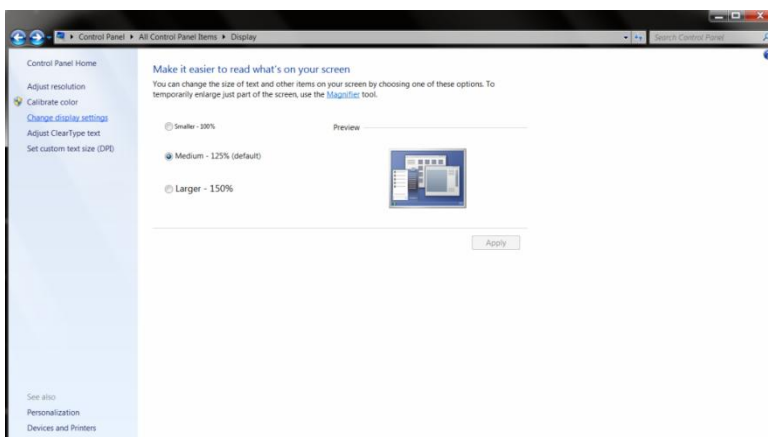 Control Panel ▸ All Control Panel Items ▸ Display
Search Control Panel
Control Panel Home
Adjust resolution
Calibrate color
Change display settings
Adjust ClearType text
Set custom text size (DPI)
Make it easier to read what's on your screen
You can change the size of text and other items on your screen by choosing one of these options. To
temporarily enlarge just part of the screen, use the Magnifier tool.
Smaller - 100%
Preview
Medium - 125% (default)
Larger - 150%
Apply
See also
Personalization
Devices and Printers